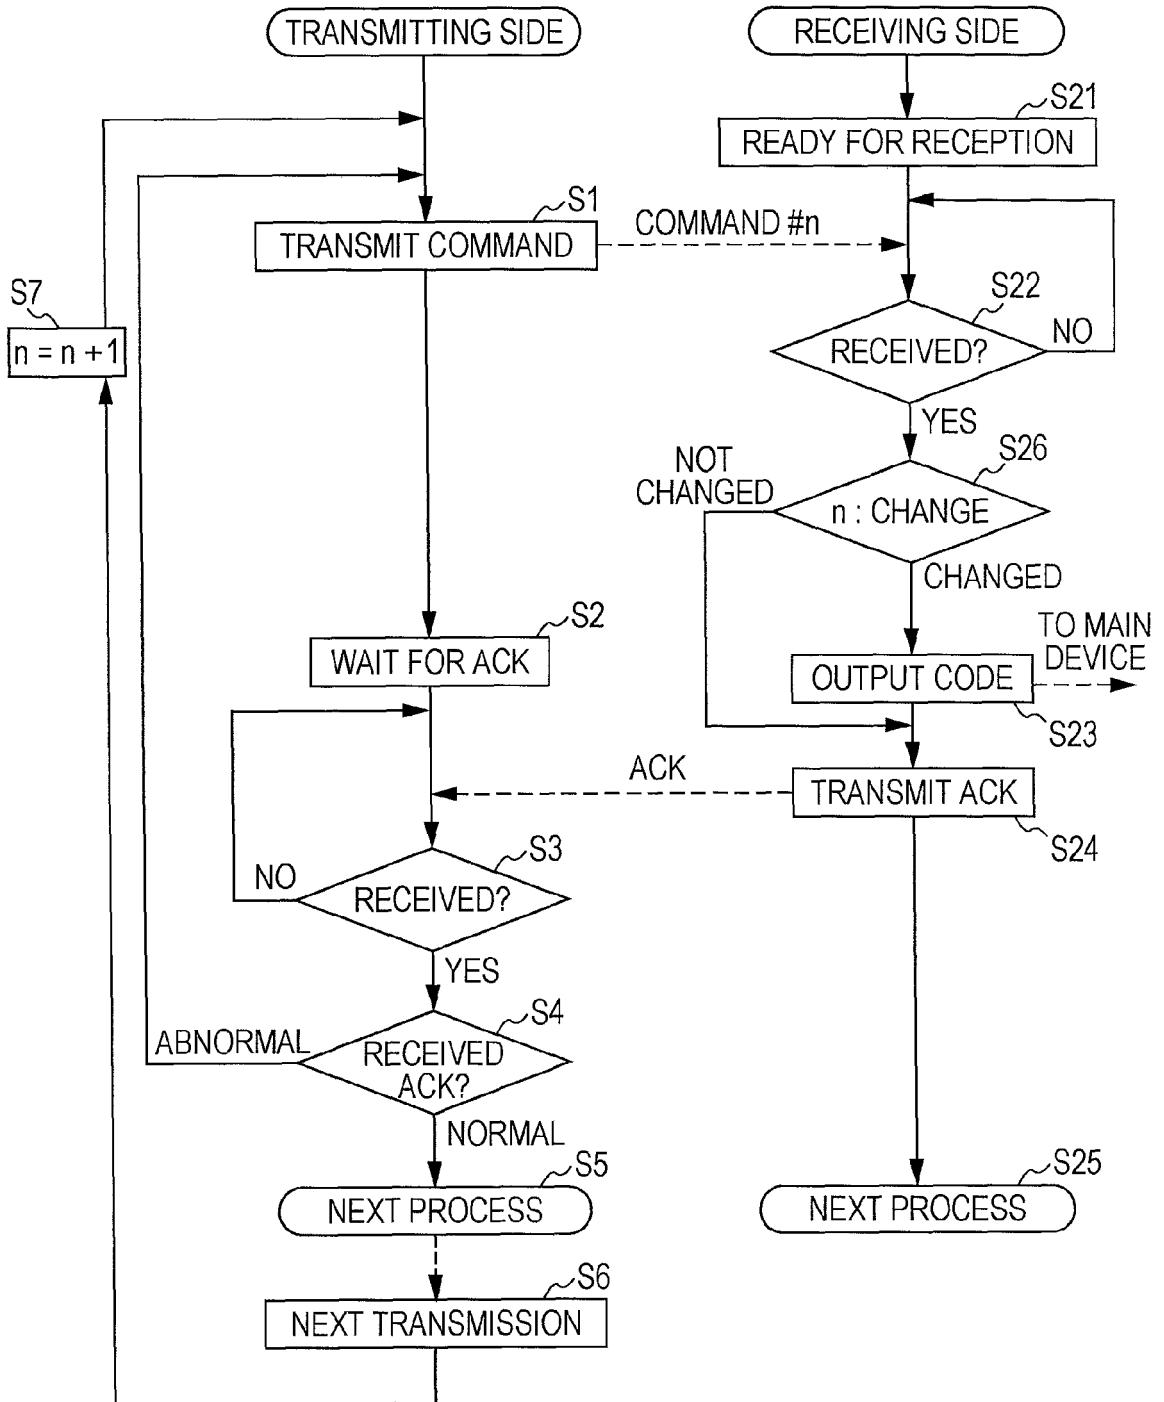 TRANSMITTING SIDE
RECEIVING SIDE
S21
READY FOR RECEPTION
S1
TRANSMIT COMMAND
COMMAND #n
S7
n = n +1
S22
RECEIVED?
NO
YES
S26
NOT
CHANGED
n : CHANGE
CHANGED
S2
WAIT FOR ACK
TO MAIN
DEVICE
OUTPUT CODE
S23
ACK
TRANSMIT ACK
S24
S3
NO
RECEIVED?
YES
S4
ABNORMAL
RECEIVED
ACK?
NORMAL
S5
NEXT PROCESS
S25
NEXT PROCESS
S6
NEXT TRANSMISSION